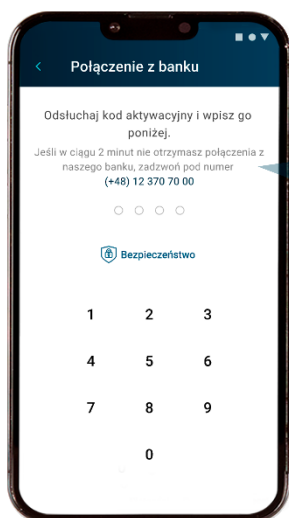 Połączenie z banku
Odsłuchaj kod aktywacyjny i wpisz go
poniżej.
Jeśli w ciągu 2 minut nie otrzymasz połączenia z
naszego banku, zadzwoń pod numer
(+48) 12 370 70 00
Bezpieczeństwo
1 2 3
4 5 6
7 8 9
0